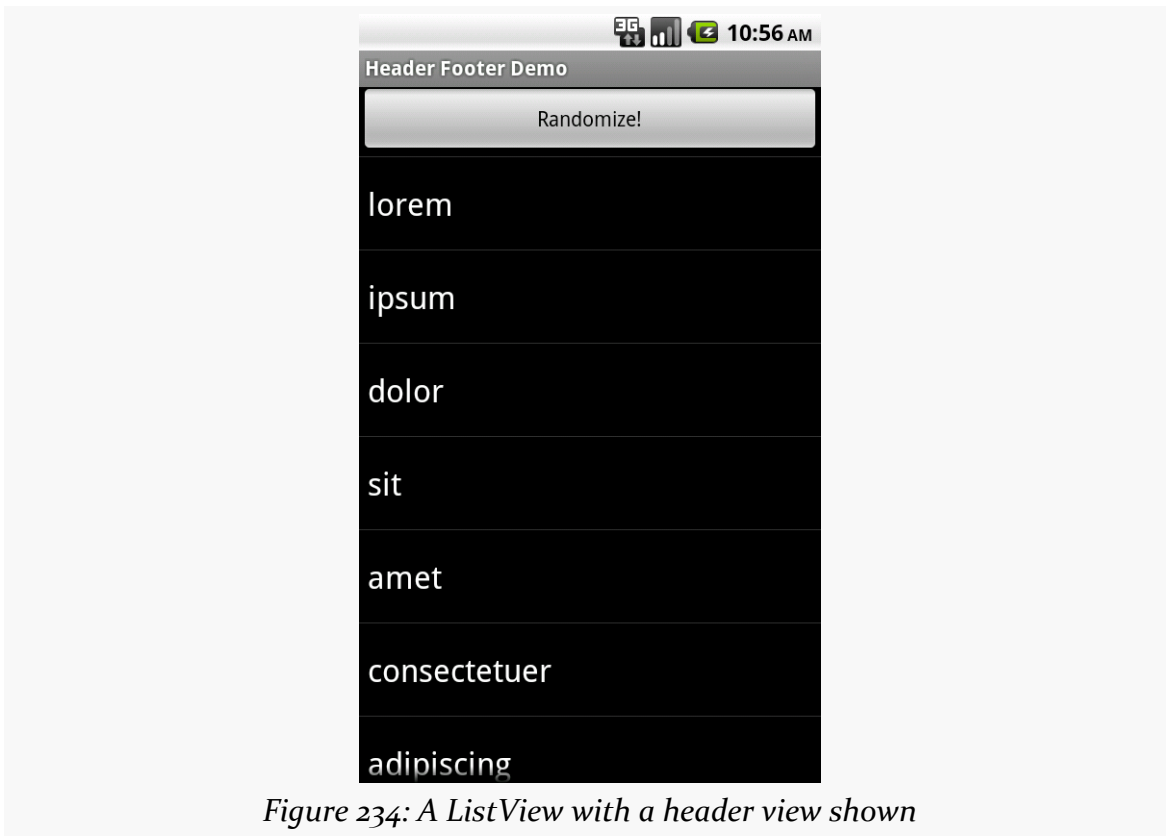 3G 10:56 AM
Header Footer Demo
Randomize!
lorem
ipsum
dolor
sit
amet
consectetuer
adipiscing
Figure 234: A ListView with a header view shown